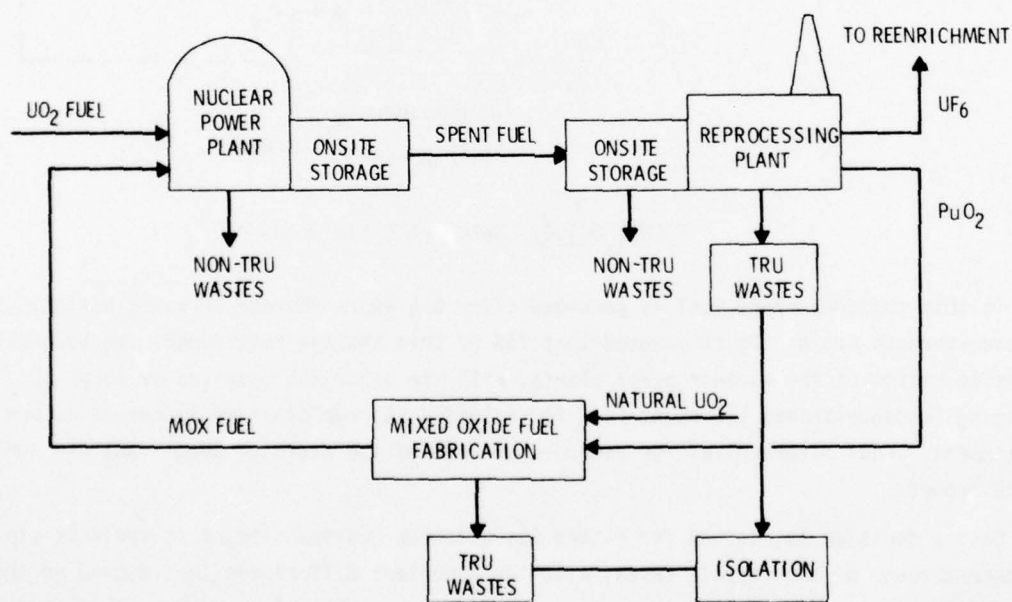 TO REENRICHMENT
UF6
UO2 FUEL
NUCLEAR
POWER
PLANT
ONSITE
STORAGE
SPENT FUEL
ONSITE
STORAGE
REPROCESSING
PLANT
PuO2
NON-TRU
WASTES
NON-TRU
WASTES
TRU
WASTES
NATURAL UO2
MOX FUEL
MIXED OXIDE FUEL
FABRICATION
TRU
WASTES
ISOLATION